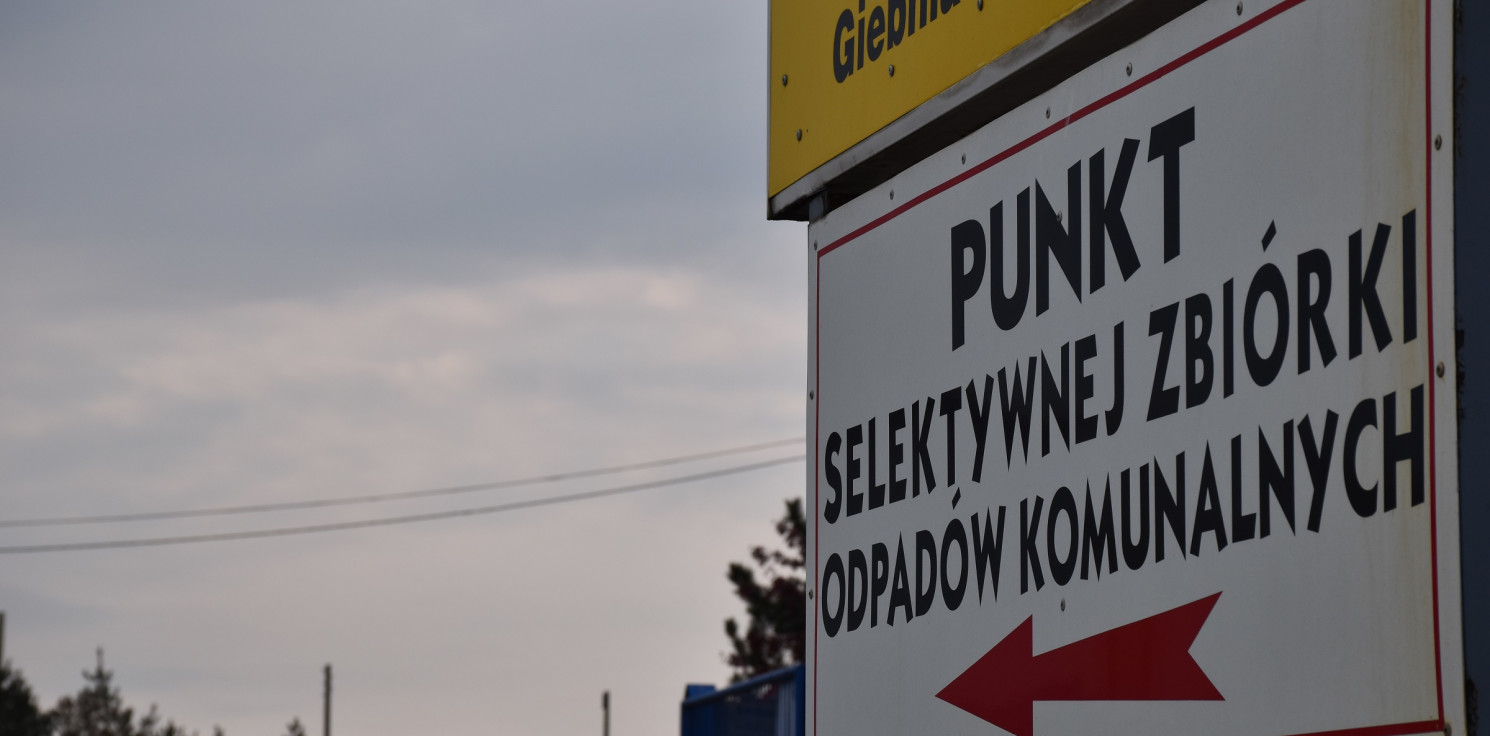 PUNKT
SELEKTYWNEJ ZBIÓRKI
ODPADÓW KOMUNALNYCH